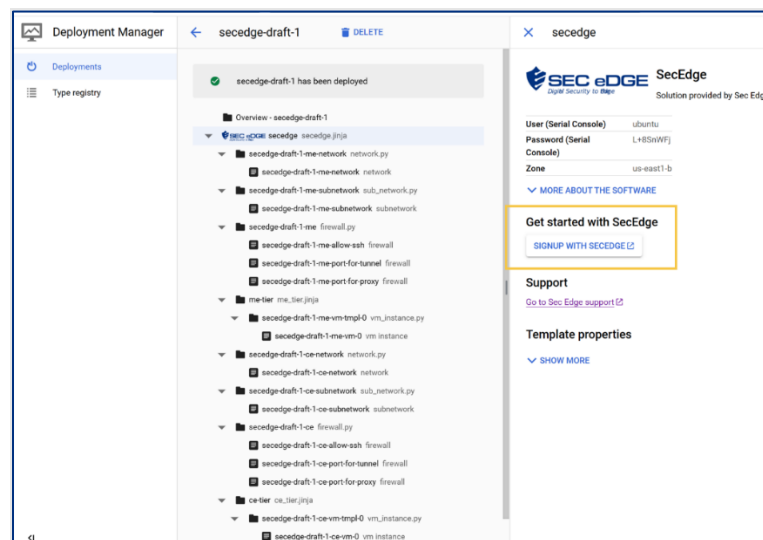 Deployment Manager
Deployments
Type registry
secedge-draft-1 DELETE
secedge-draft-1 has been deployed
Overview - secedge-draft-1
SEC eDGE secedge secedge.jinja
secedge-draft-1-me-network network.py
secedge-draft-1-me-network network
secedge-draft-1-me-subnetwork sub_network.py
secedge-draft-1-me-subnetwork subnetwork
secedge-draft-1-me firewall.py
secedge-draft-1-me-allow-ssh firewall
secedge-draft-1-me-port-for-tunnel firewall
secedge-draft-1-me-port-for-proxy firewall
me-tier me_tier.jinja
secedge-draft-1-me-vm-tmpl-0 vm_instance.py
secedge-draft-1-me-vm-0 vm instance
secedge-draft-1-ce-network network.py
secedge-draft-1-ce-network network
secedge-draft-1-ce-subnetwork sub_network.py
secedge-draft-1-ce-subnetwork subnetwork
secedge-draft-1-ce firewall.py
secedge-draft-1-ce-allow-ssh firewall
secedge-draft-1-ce-port-for-tunnel firewall
secedge-draft-1-ce-port-for-proxy firewall
ce-tier ce_tier.jinja
secedge-draft-1-ce-vm-tmpl-0 vm_instance.py
secedge-draft-1-ce-vm-0 vm instance
secedge
SEC eDGE
Digital Security to Edge
SecEdge
Solution provided by Sec Edg
User (Serial Console) ubuntu
Password (Serial Console) L+8SnWFj
Zone us-east1-b
MORE ABOUT THE SOFTWARE
Get started with SecEdge
SIGNUP WITH SECEDGE
Support
Go to Sec Edge support
Template properties
SHOW MORE